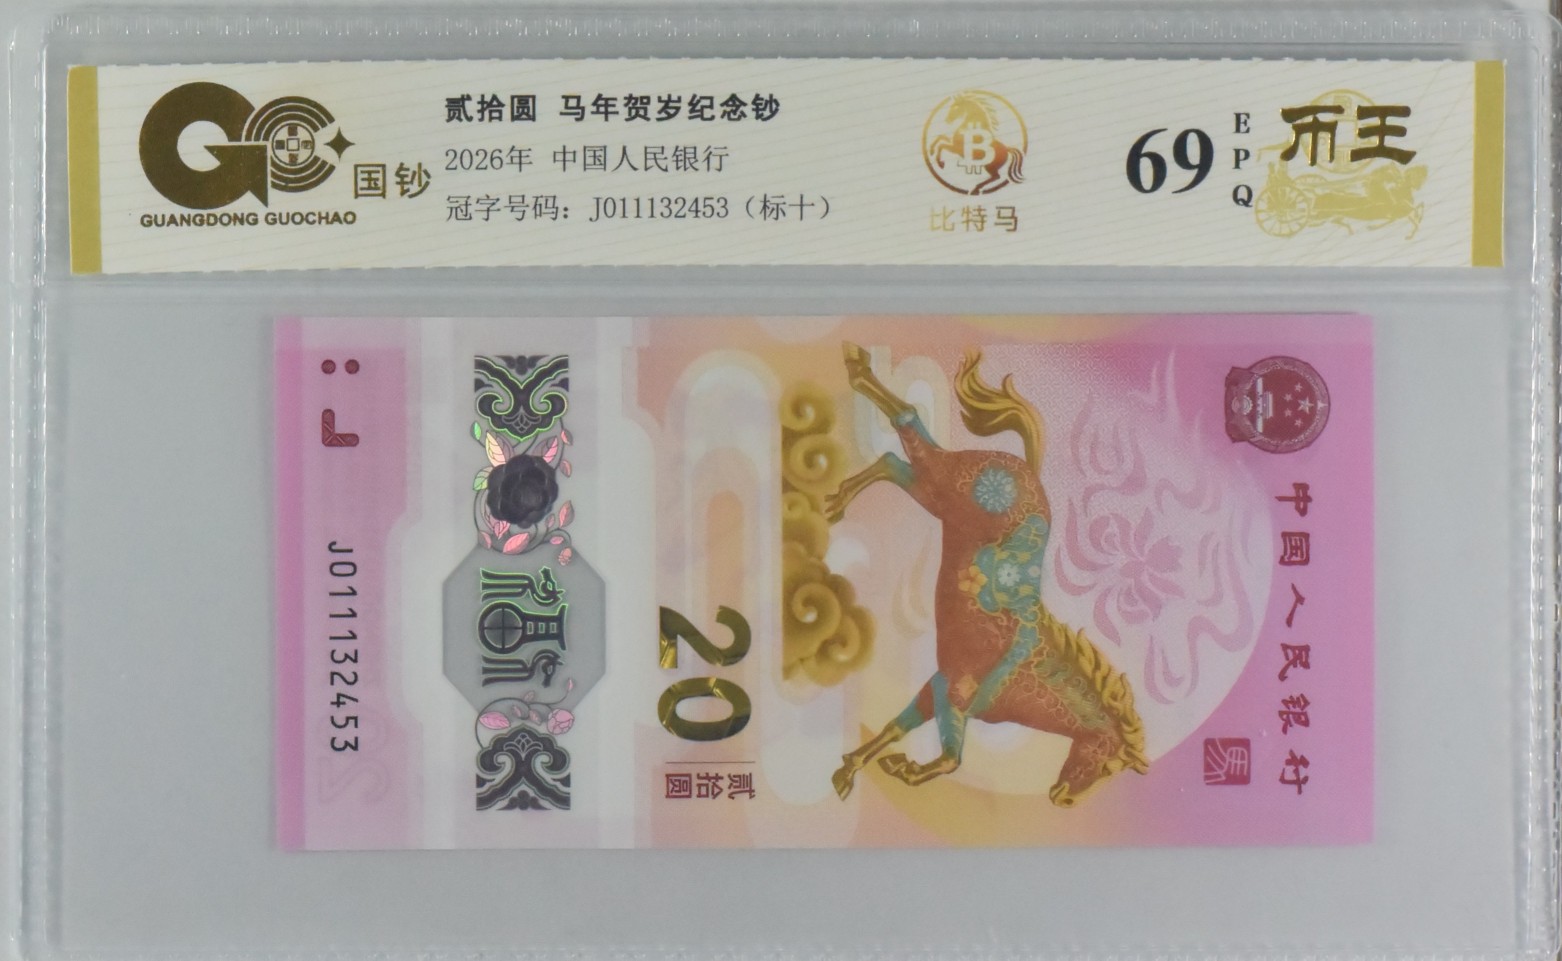 贰拾圆 马年贺岁纪念钞
2026年 中国人民银行
冠字号码：J011132453（标十）
国钞
GUANGDONG GUOCHAO
B
比特马
69
EPQ
币王
中国人民银行
馬
20
贰拾圆
J011132453